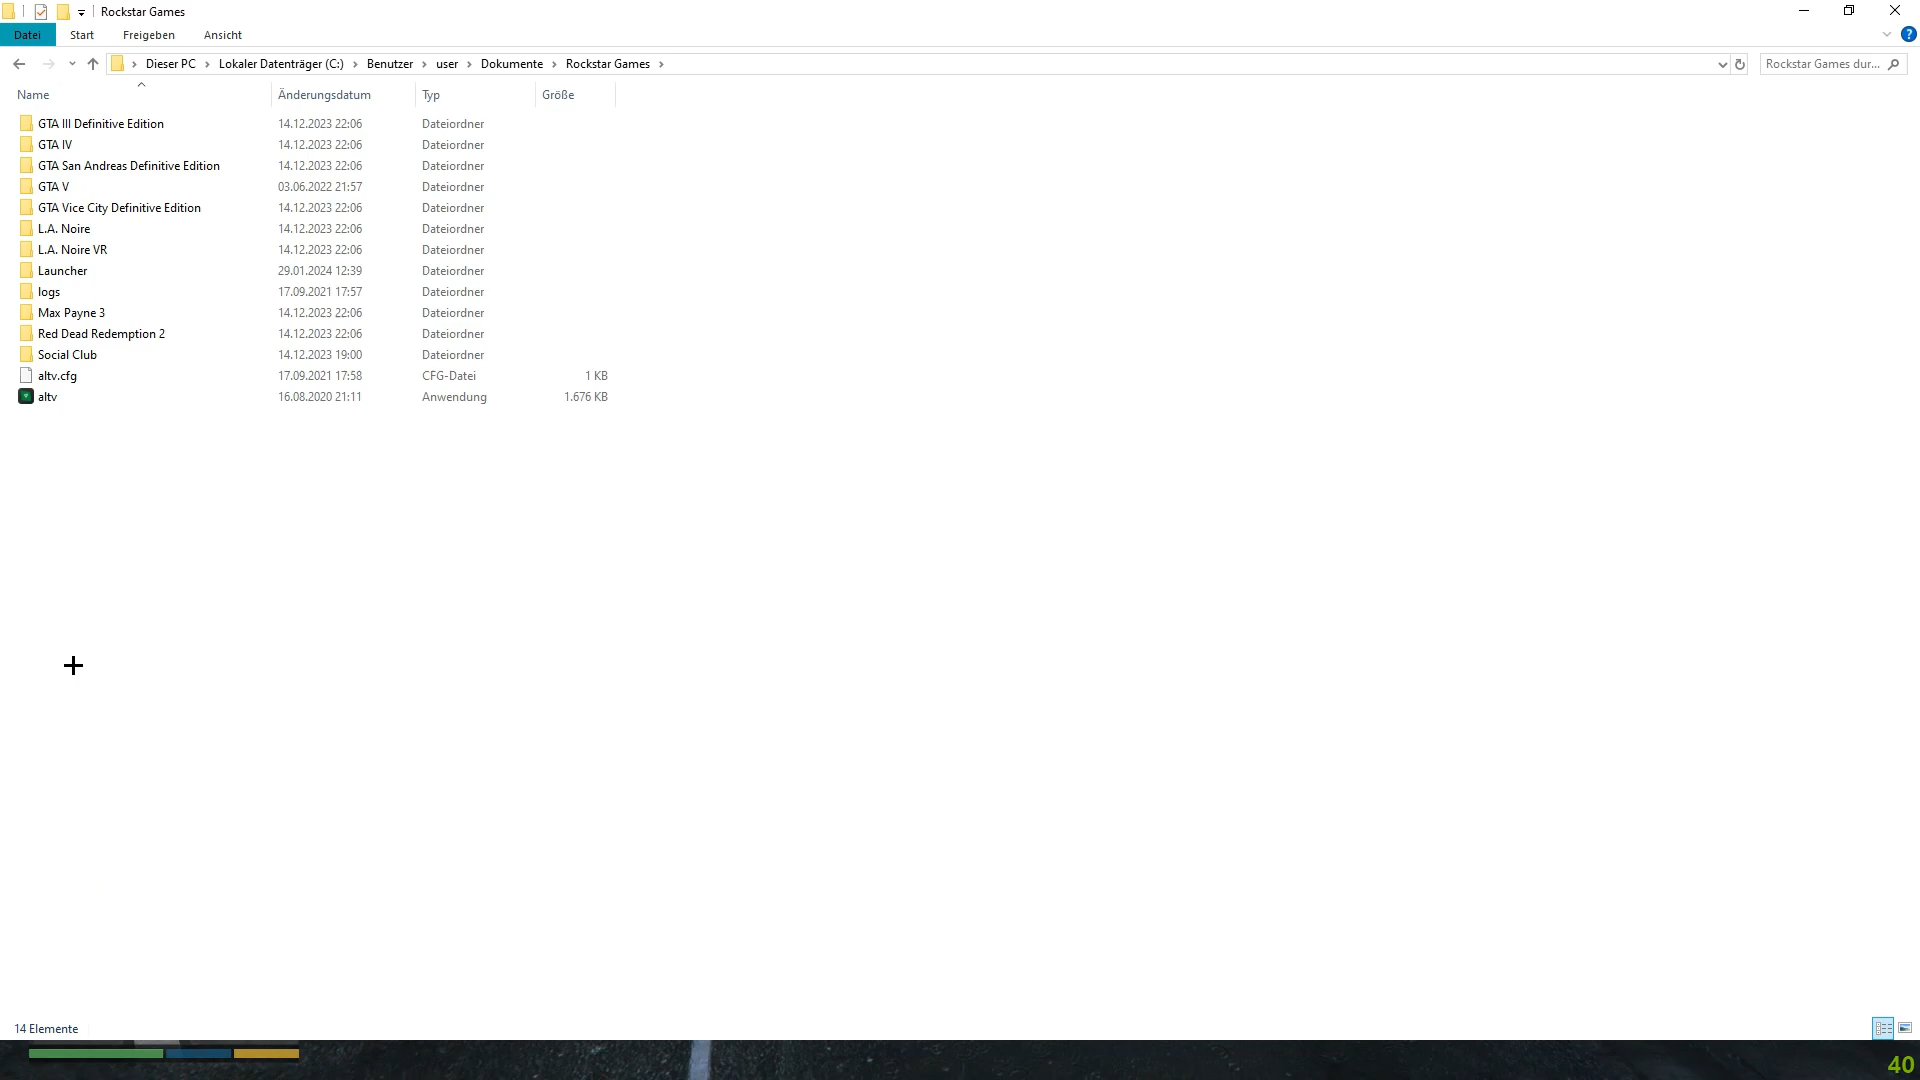 Rockstar Games
Datei Start Freigeben Ansicht
Dieser PC Lokaler Datenträger (C:) Benutzer user Dokumente Rockstar Games Rockstar Games dur...
Name Änderungsdatum Typ Größe
GTA III Definitive Edition 14.12.2023 22:06 Dateiordner
GTA IV 14.12.2023 22:06 Dateiordner
GTA San Andreas Definitive Edition 14.12.2023 22:06 Dateiordner
GTA V 03.06.2022 21:57 Dateiordner
GTA Vice City Definitive Edition 14.12.2023 22:06 Dateiordner
L.A. Noire 14.12.2023 22:06 Dateiordner
L.A. Noire VR 14.12.2023 22:06 Dateiordner
Launcher 29.01.2024 12:39 Dateiordner
logs 17.09.2021 17:57 Dateiordner
Max Payne 3 14.12.2023 22:06 Dateiordner
Red Dead Redemption 2 14.12.2023 22:06 Dateiordner
Social Club 14.12.2023 19:00 Dateiordner
altv.cfg 17.09.2021 17:58 CFG-Datei 1 KB
altv 16.08.2020 21:11 Anwendung 1.676 KB
14 Elemente
40